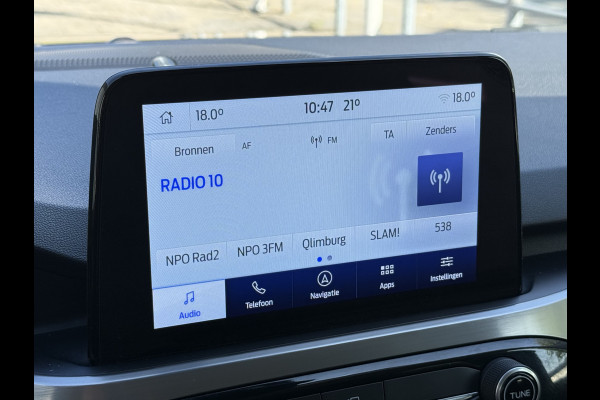 18.0° 10:47 21° 18.0°
Bronnen AF FM TA Zenders
RADIO 10
NPO Rad2 NPO 3FM Qlimburg SLAM! 538
Audio Telefoon Navigatie Apps Instellingen
TUNE